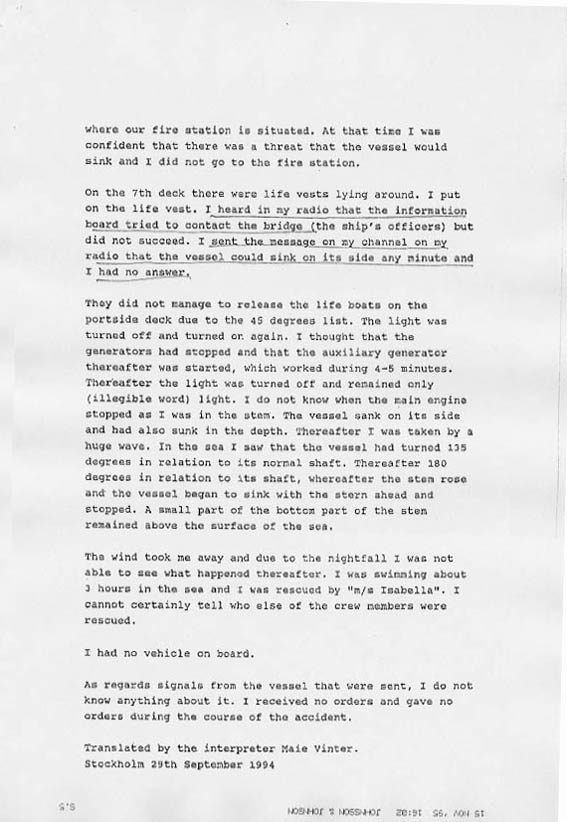 where our fire station is situated. At that time I was
confident that there was a threat that the vessel would
sink and I did not go to the fire station.
On the 7th deck there were life vests lying around. I put
on the life vest. I heard in my radio that the information
board tried to contact the bridge (the ship's officers) but
did not succeed. I sent the message on my channel on my
radio that the vessel could sink on its side any minute and
I had no answer.
They did not manage to release the life boats on the
portside deck due to the 45 degrees list. The light was
turned off and turned on again. I thought that the
generators had stopped and that the auxiliary generator
thereafter was started, which worked during 4-5 minutes.
Thereafter the light was turned off and remained only
(illegible word) light. I do not know when the main engine
stopped as I was in the stem. The vessel sank on its side
and had also sunk in the depth. Thereafter I was taken by a
huge wave. In the sea I saw that the vessel had turned 135
degrees in relation to its normal shaft. Thereafter 180
degrees in relation to its shaft, whereafter the stem rose
and the vessel began to sink with the stern ahead and
stopped. A small part of the bottom part of the stem
remained above the surface of the sea.
The wind took me away and due to the nightfall I was not
able to see what happened thereafter. I was swimming about
3 hours in the sea and I was rescued by "m/s Isabella". I
cannot certainly tell who else of the crew members were
rescued.
I had no vehicle on board.
As regards signals from the vessel that were sent, I do not
know anything about it. I received no orders and gave no
orders during the course of the accident.
Translated by the interpreter Maie Vinter.
Stockholm 29th September 1994
15 NOV '95 16:02 JOHNSSON & JOHNSON S.5